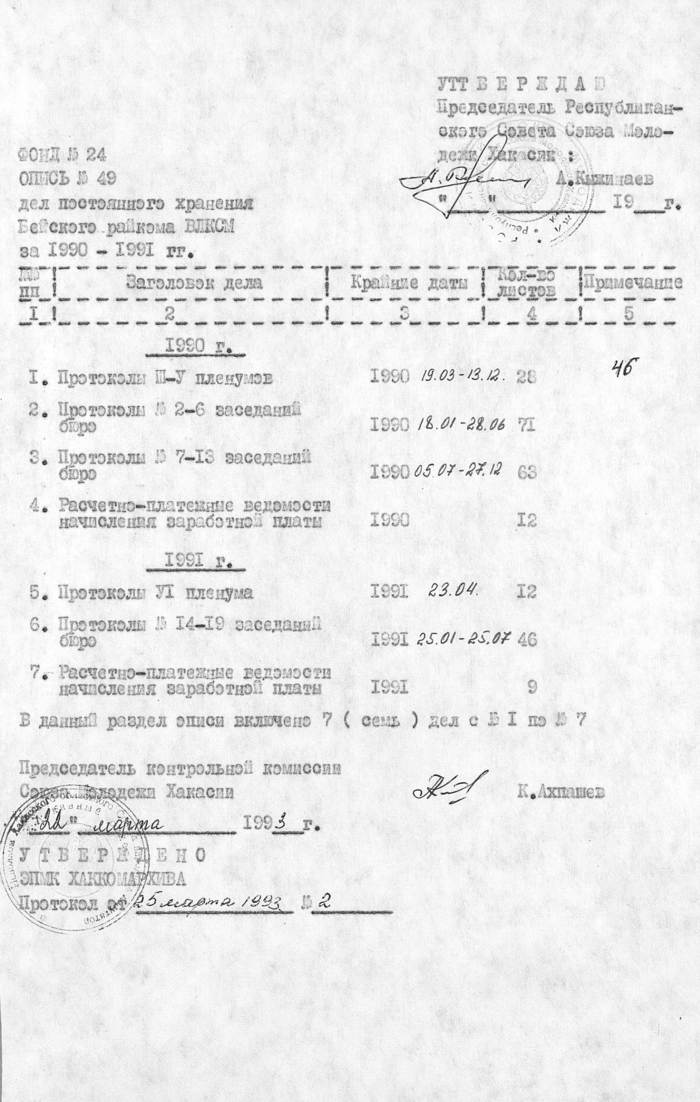 УТТ В Е Р Ж Д А Ю
Председатель Республикан-
ского Совета Союза Моло-
дежи Хакасии :
А.Кыжинаев
"___"________ 19__г.
ФОНД № 24
ОПИСЬ № 49
дел постоянного хранения
Бейского райкома ВЛКСМ
за 1990 - 1991 гг.
№№ пп ! Заголовок дела ! Крайние даты ! Кол-во листов ! Примечание
1 ! 2 ! 3 ! 4 ! 5
1990 г.
1. Протоколы Ш-У пленумов 1990 19.03-13.12. 28 46
2. Протоколы № 2-6 заседаний
бюро 1990 18.01-28.06 71
3. Протоколы № 7-13 заседаний
бюро 1990 05.07-27.12 63
4. Расчетно-платежные ведомости
начисления заработной платы 1990 12
1991 г.
5. Протоколы У1 пленума 1991 23.04. 12
6. Протоколы № 14-19 заседаний
бюро 1991 25.01-25.07 46
7. Расчетно-платежные ведомости
начисления заработной платы 1991 9
В данный раздел описи включено 7 ( семь ) дел с № 1 по № 7
Председатель контрольной комиссии
Союза Молодежи Хакасии К.Ахпашев
"22" марта 1993 г.
У Т В Е Р Ж Д Е Н О
ЭПМК ХАККОМАРХИВА
Протокол от 25 марта 1993 № 2